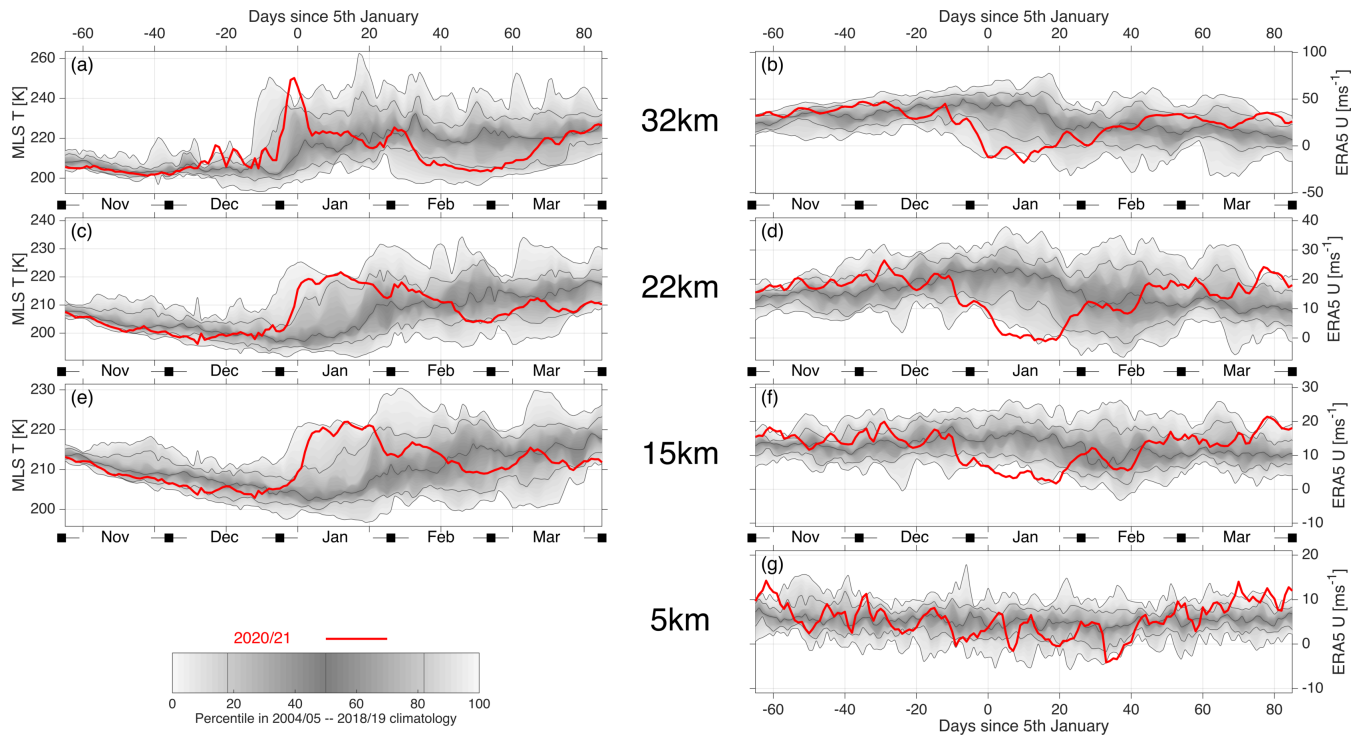 Days since 5th January
Days since 5th January
-60 -40 -20 0 20 40 60 80
-60 -40 -20 0 20 40 60 80
(a)
MLS T [K]
260
240
220
200
32km
(b)
100
50
0
-50
ERA5 U [ms-1]
Nov Dec Jan Feb Mar
Nov Dec Jan Feb Mar
(c)
MLS T [K]
240
230
220
210
200
22km
(d)
40
30
20
10
0
ERA5 U [ms-1]
Nov Dec Jan Feb Mar
Nov Dec Jan Feb Mar
(e)
MLS T [K]
230
220
210
200
15km
(f)
30
20
10
0
-10
ERA5 U [ms-1]
Nov Dec Jan Feb Mar
Nov Dec Jan Feb Mar
5km
(g)
20
10
0
-10
ERA5 U [ms-1]
-60 -40 -20 0 20 40 60 80
Days since 5th January
2020/21
0 20 40 60 80 100
Percentile in 2004/05 -- 2018/19 climatology